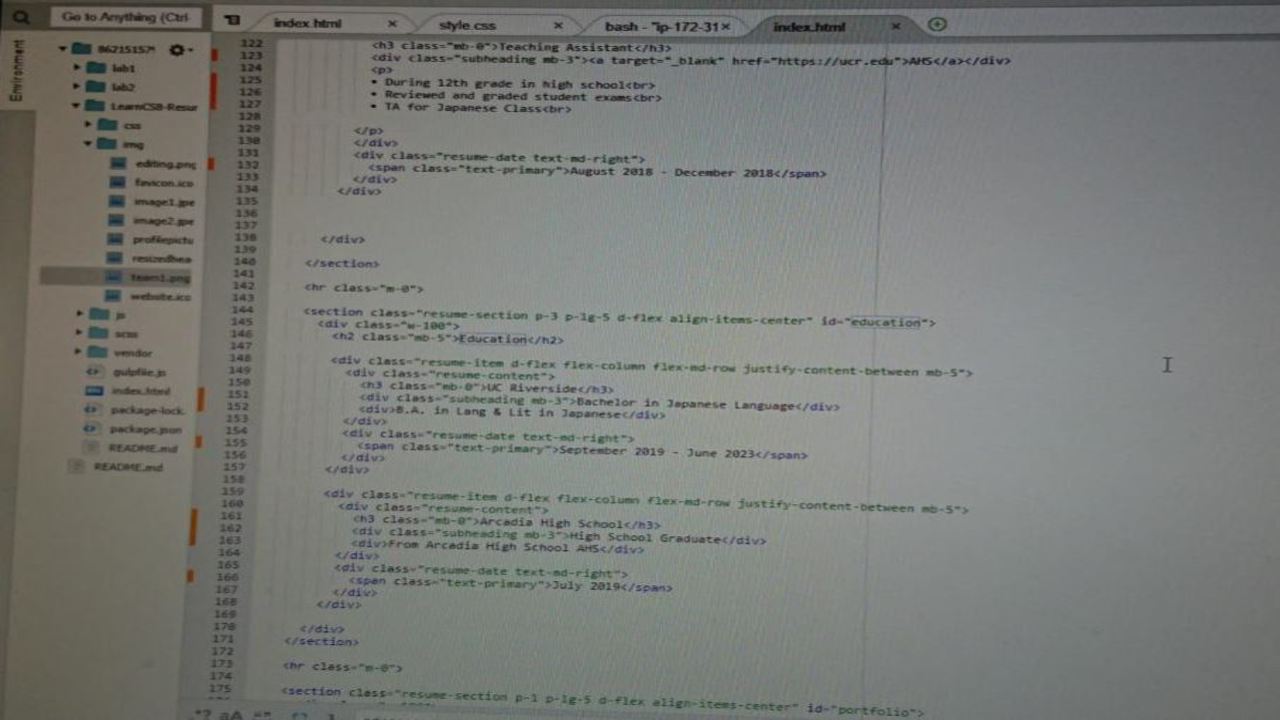 Go to Anything (Ctrl-
index.html
style.css
bash - "ip-172-31
index.html
Environment
lab1
lab2
LearnCSB-Resur
css
img
editing.png
favicon.ico
image1.jpe
image2.jpe
profilepictu
resizedhea
team1.png
website.ico
js
scss
vendor
gulpfile.js
index.html
package-lock.
package.json
README.md
README.md
122
123 <h3 class="mb-0">Teaching Assistant</h3>
124 <div class="subheading mb-3"><a target="_blank" href="https://ucr.edu">AHS</a></div>
125 <p>
126 • During 12th grade in high school<br>
127 • Reviewed and graded student exams<br>
128 • TA for Japanese Class<br>
129
130 </p>
131 </div>
132 <div class="resume-date text-md-right">
133 <span class="text-primary">August 2018 - December 2018</span>
134 </div>
135 </div>
136
137
138
139 </div>
140
141 </section>
142
143 <hr class="m-0">
144
145 <section class="resume-section p-3 p-lg-5 d-flex align-items-center" id="education">
146 <div class="w-100">
147 <h2 class="mb-5">Education</h2>
148
149 <div class="resume-item d-flex flex-column flex-md-row justify-content-between mb-5">
150 <div class="resume-content">
151 <h3 class="mb-0">UC Riverside</h3>
152 <div class="subheading mb-3">Bachelor in Japanese Language</div>
153 <div>B.A. in Lang & Lit in Japanese</div>
154 </div>
155 <div class="resume-date text-md-right">
156 <span class="text-primary">September 2019 - June 2023</span>
157 </div>
158 </div>
159
160 <div class="resume-item d-flex flex-column flex-md-row justify-content-between mb-5">
161 <div class="resume-content">
162 <h3 class="mb-0">Arcadia High School</h3>
163 <div class="subheading mb-3">High School Graduate</div>
164 <div>From Arcadia High School AHS</div>
165 </div>
166 <div class="resume-date text-md-right">
167 <span class="text-primary">July 2019</span>
168 </div>
169 </div>
170
171 </div>
172 </section>
173
174 <hr class="m-0">
175
<section class="resume-section p-1 p-lg-5 d-flex align-items-center" id="portfolio">